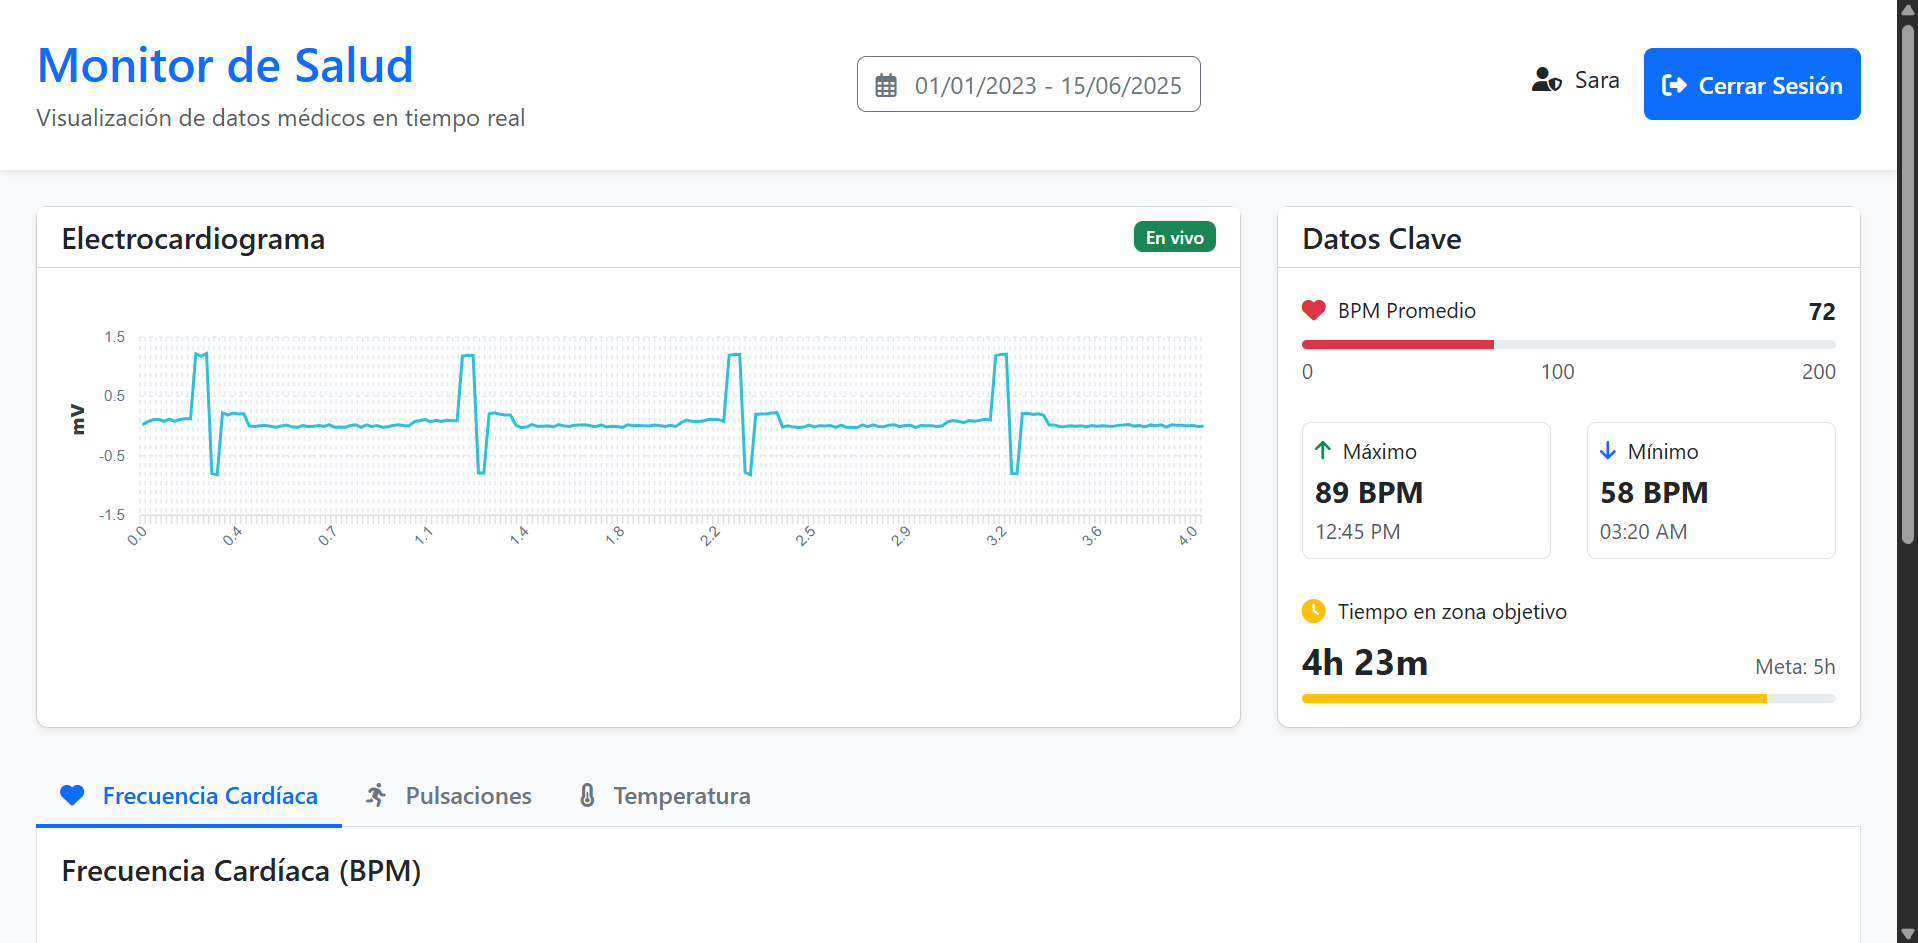 Monitor de Salud
Visualización de datos médicos en tiempo real
01/01/2023 - 15/06/2025
Sara
Cerrar Sesión
Electrocardiograma
En vivo
mV
1.5
0.5
-0.5
-1.5
0.0 0.4 0.7 1.1 1.4 1.8 2.2 2.5 2.9 3.2 3.6 4.0
Datos Clave
BPM Promedio 72
0 100 200
Máximo
89 BPM
12:45 PM
Mínimo
58 BPM
03:20 AM
Tiempo en zona objetivo
4h 23m Meta: 5h
Frecuencia Cardíaca Pulsaciones Temperatura
Frecuencia Cardíaca (BPM)